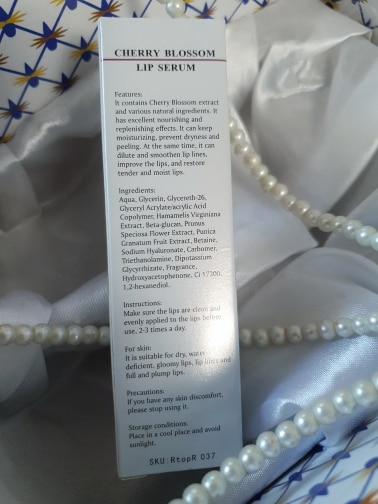 CHERRY BLOSSOM
LIP SERUM
Features:
It contains Cherry Blossom extract
and various natural ingredients. It
has excellent nourishing and
replenishing effects. It can keep
moisturizing, prevent dryness and
peeling. At the same time, it can
dilute and smoothen lip lines,
improve the lips, and restore
tender and moist lips.
Ingredients:
Aqua, Glycerin, Glycereth-26,
Glyceryl Acrylate/acrylic Acid
Copolymer, Hamamelis Virginiana
Extract, Beta-glucan, Prunus
Speciosa Flower Extract, Punica
Granatum Fruit Extract, Betaine,
Sodium Hyaluronate, Carbomer,
Triethanolamine, Dipotassium
Glycyrrhizate, Fragrance,
Hydroxyacetophenone, CI 17200,
1,2-hexanediol.
Instructions:
Make sure the lips are clean and
evenly applied to the lips before
use, 2-3 times a day.
For skin:
It is suitable for dry, water
deficient, gloomy lips, lip lines and
full and plump lips.
Precautions:
If you have any skin discomfort,
please stop using it.
Storage conditions:
Place in a cool place and avoid
sunlight.
SKU:RtopR 037